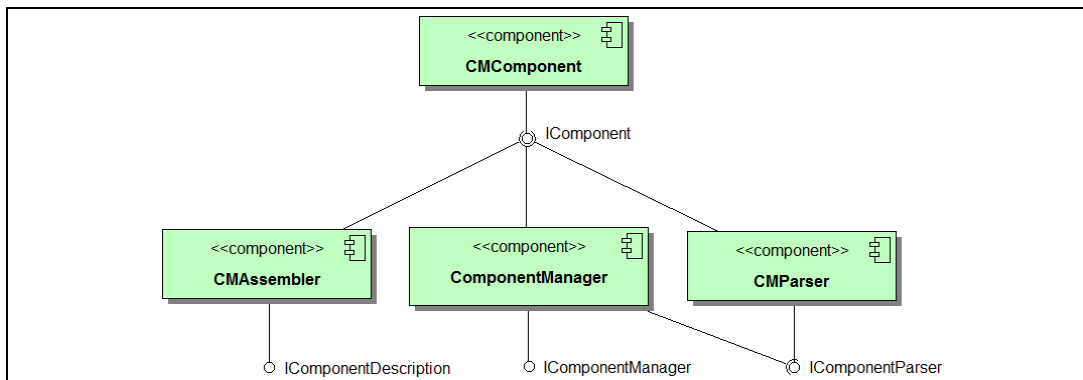 <<component>>
CMComponent
IComponent
<<component>>
CMAssembler
<<component>>
ComponentManager
<<component>>
CMParser
IComponentDescription
IComponentManager
IComponentParser